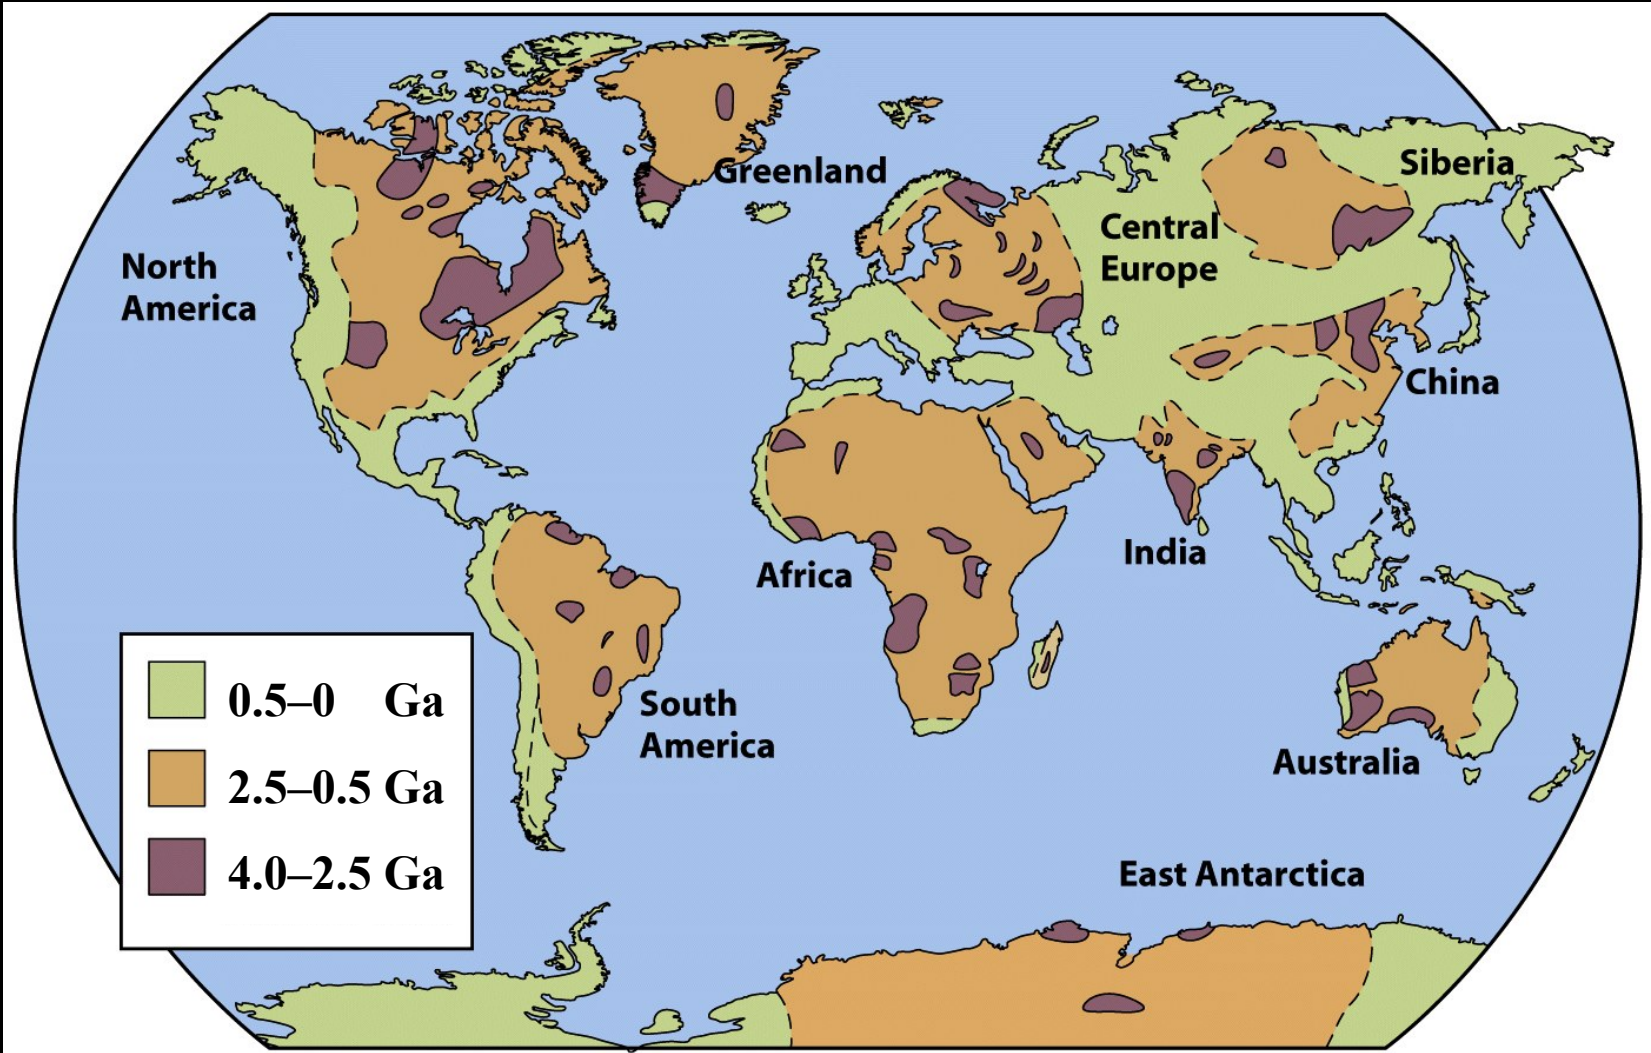 Greenland
Siberia
Central
Europe
North
America
China
India
Africa
South
America
Australia
East Antarctica
0.5–0 Ga
2.5–0.5 Ga
4.0–2.5 Ga